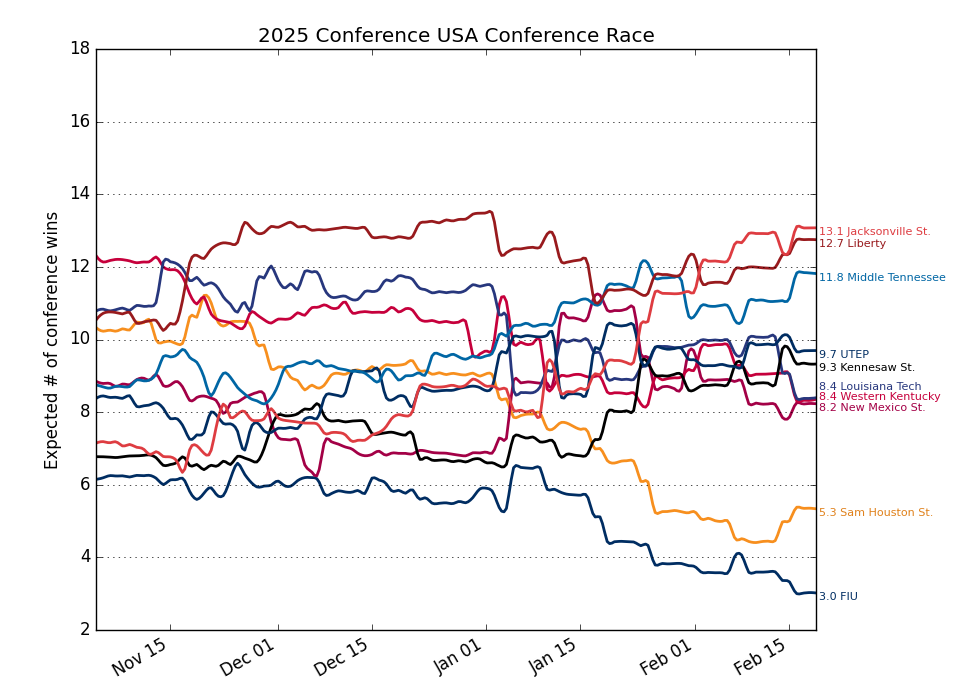 2025 Conference USA Conference Race
Expected # of conference wins
18
16
14
12
10
8
6
4
2
Nov 15
Dec 01
Dec 15
Jan 01
Jan 15
Feb 01
Feb 15
13.1 Jacksonville St.
12.7 Liberty
11.8 Middle Tennessee
9.7 UTEP
9.3 Kennesaw St.
8.4 Louisiana Tech
8.4 Western Kentucky
8.2 New Mexico St.
5.3 Sam Houston St.
3.0 FIU